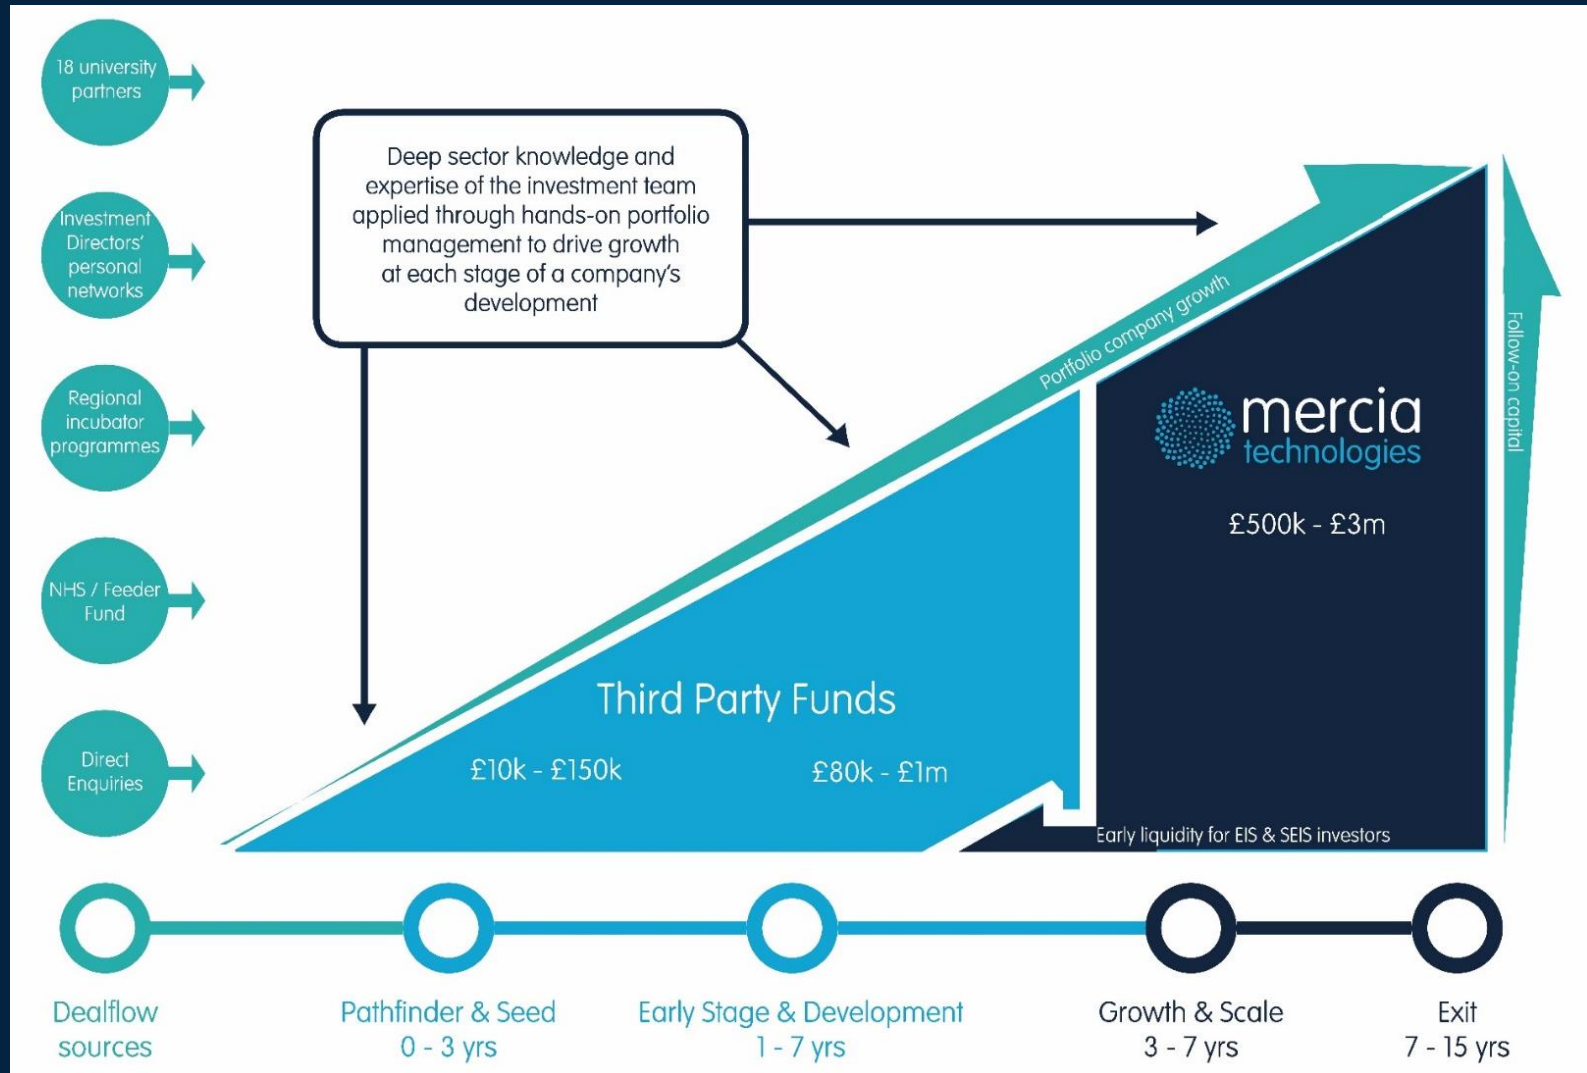 18 university
partners
Investment
Directors’
personal
networks
Regional
incubator
programmes
NHS / Feeder
Fund
Direct
Enquiries
Deep sector knowledge and
expertise of the investment team
applied through hands-on portfolio
management to drive growth
at each stage of a company’s
development
Portfolio company growth
Follow-on capital
mercia
technologies
£500k - £3m
Third Party Funds
£10k - £150k
£80k - £1m
Early liquidity for EIS & SEIS investors
Dealflow
sources
Pathfinder & Seed
0 - 3 yrs
Early Stage & Development
1 - 7 yrs
Growth & Scale
3 - 7 yrs
Exit
7 - 15 yrs